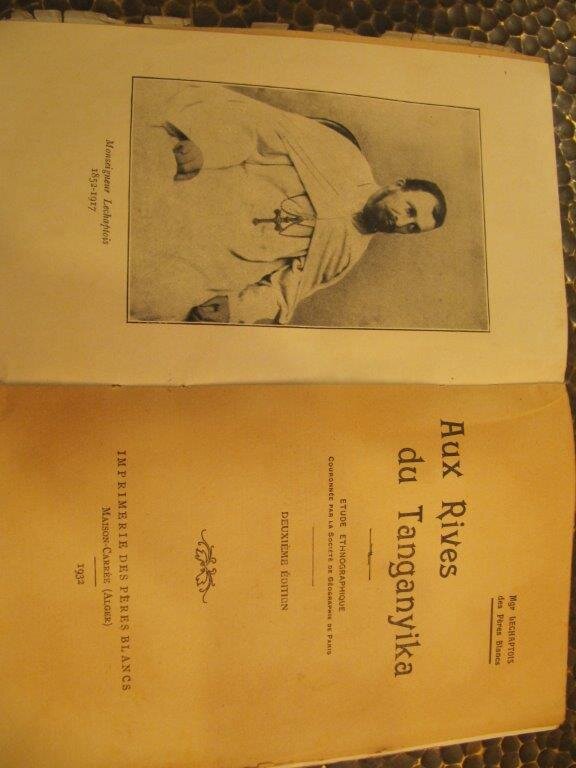 Monseigneur Lechaptois
1852-1917
Mgr LECHAPTOIS
des Pères Blancs
Aux Rives
du Tanganyika
ETUDE ETHNOGRAPHIQUE
COURONNÉE PAR LA SOCIÉTÉ DE GÉOGRAPHIE DE PARIS
DEUXIÈME ÉDITION
IMPRIMERIE DES PÈRES BLANCS
MAISON-CARRÉE (ALGER)
1932